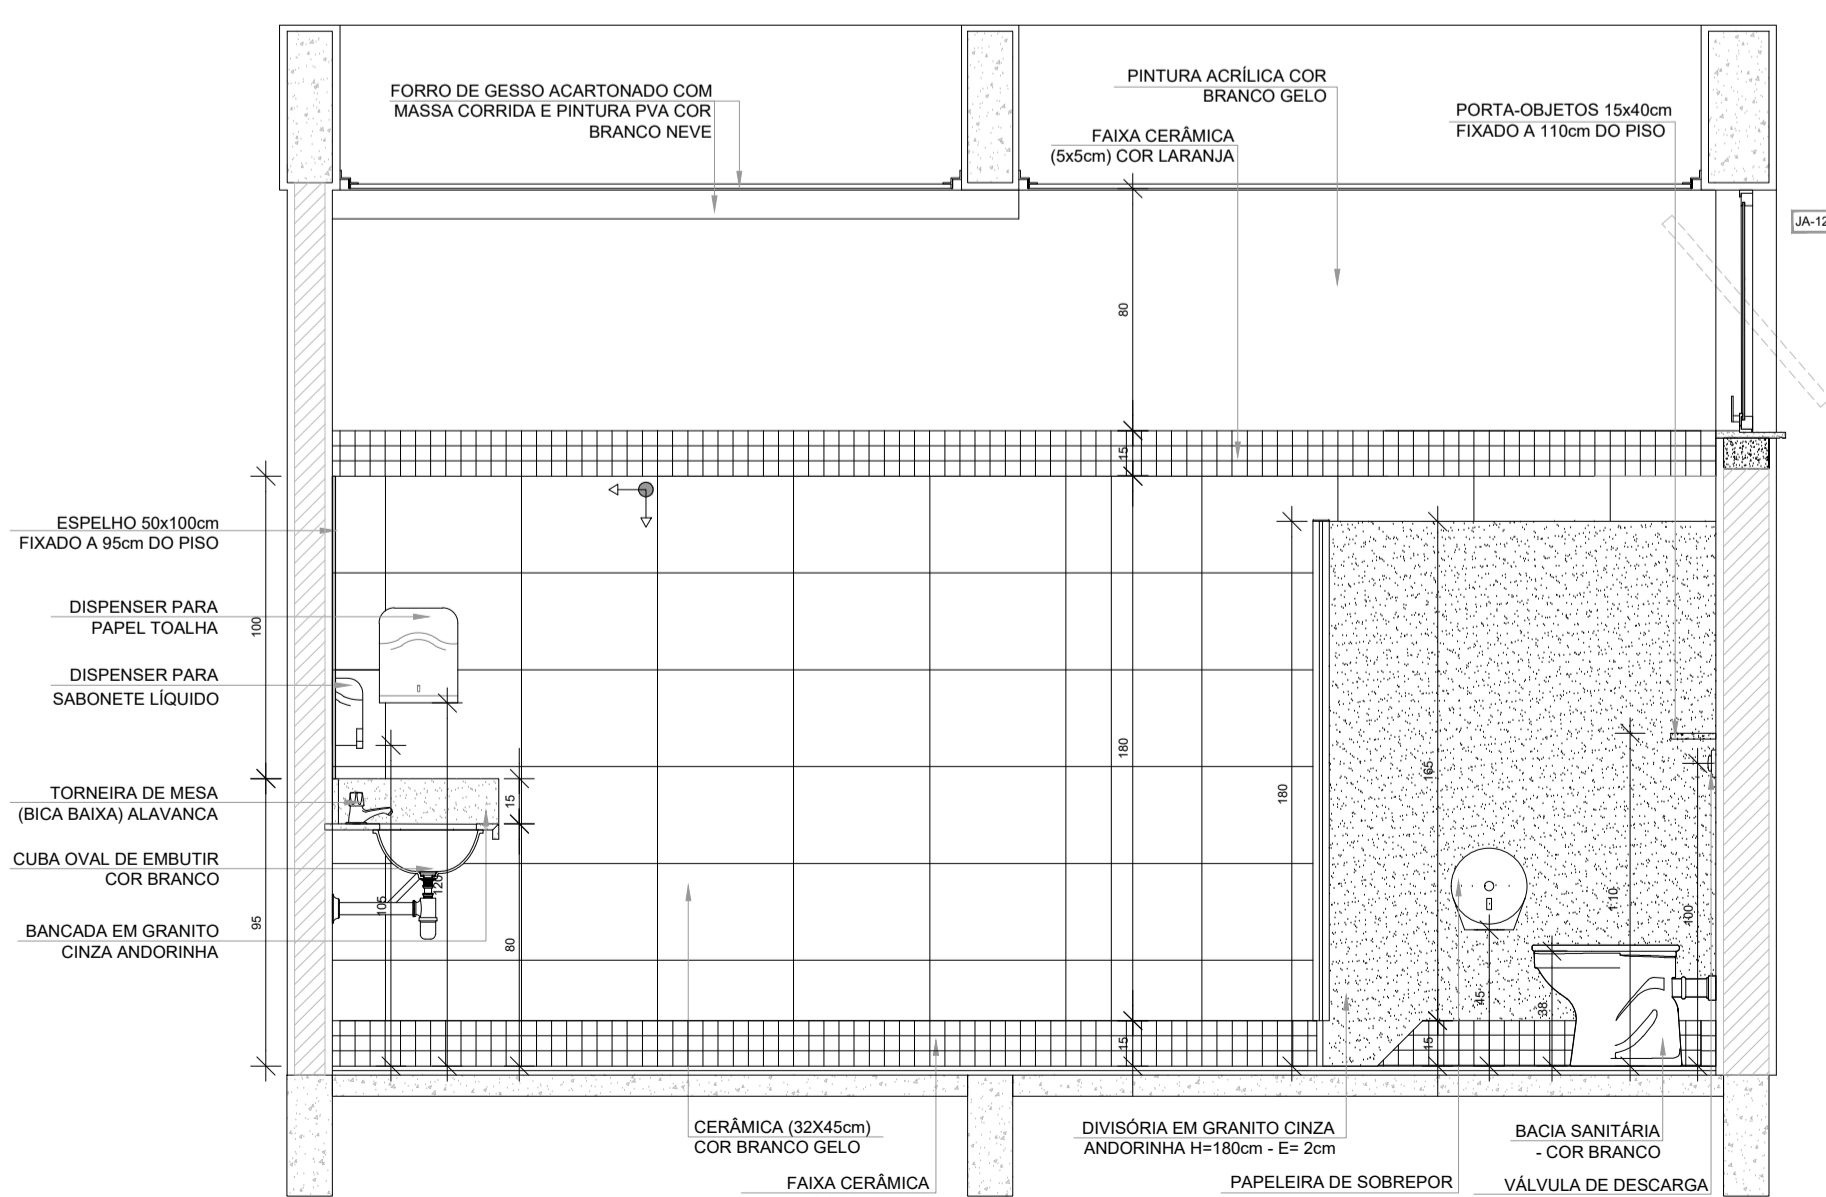 FORRO DE GESSO ACARTONADO COM
MASSA CORRIDA E PINTURA PVA COR
BRANCO NEVE
PINTURA ACRÍLICA COR
BRANCO GELO
FAIXA CERÂMICA
(5x5cm) COR LARANJA
PORTA-OBJETOS 15x40cm
FIXADO A 110cm DO PISO
JA-12
80
15
ESPELHO 50x100cm
FIXADO A 95cm DO PISO
DISPENSER PARA
PAPEL TOALHA
100
DISPENSER PARA
SABONETE LÍQUIDO
TORNEIRA DE MESA
(BICA BAIXA) ALAVANCA
CUBA OVAL DE EMBUTIR
COR BRANCO
BANCADA EM GRANITO
CINZA ANDORINHA
95
105
120
15
80
180
15
180
165
15
45
38
110
100
CERÂMICA (32X45cm)
COR BRANCO GELO
FAIXA CERÂMICA
DIVISÓRIA EM GRANITO CINZA
ANDORINHA H=180cm - E= 2cm
PAPELEIRA DE SOBREPOR
BACIA SANITÁRIA
- COR BRANCO
VÁLVULA DE DESCARGA